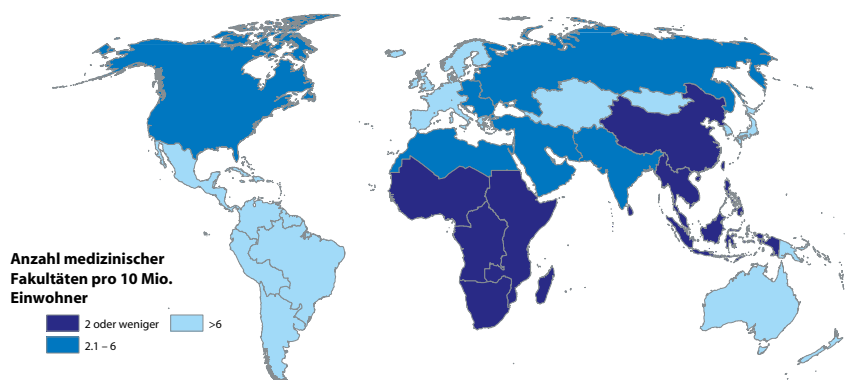 Anzahl medizinischer
Fakultäten pro 10 Mio.
Einwohner
2 oder weniger
>6
2.1 – 6